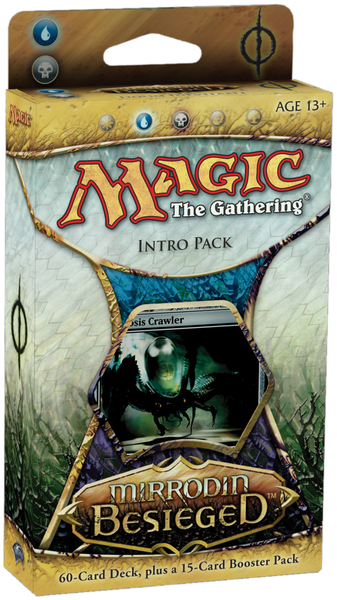 MAGIC
AGE 13+
MAGIC
The Gathering®
INTRO PACK
osis Crawler
MIRRODIN
BESIEGED™
60-Card Deck, plus a 15-Card Booster Pack